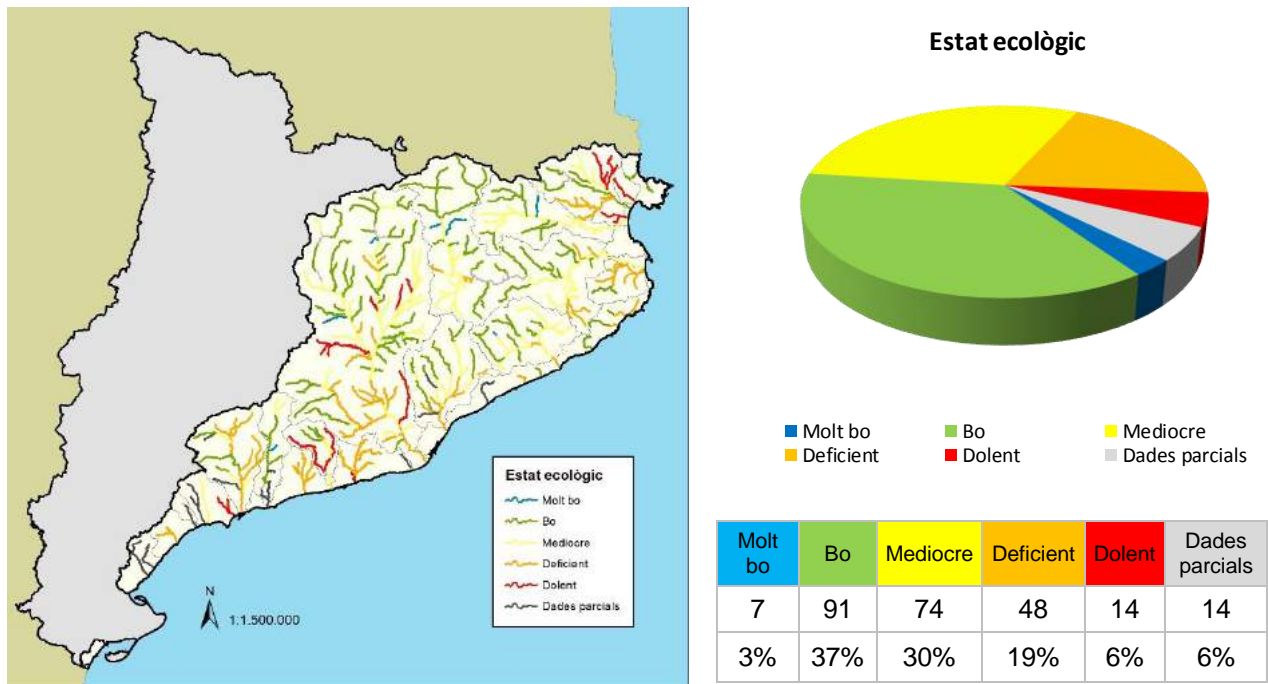 Estat ecològic
Molt bo
Bo
Mediocre
Deficient
Dolent
Dades parcials
N
1:1.500.000
Estat ecològic
Molt bo Bo Mediocre
Deficient Dolent Dades parcials
Molt bo Bo Mediocre Deficient Dolent Dades parcials
7 91 74 48 14 14
3% 37% 30% 19% 6% 6%